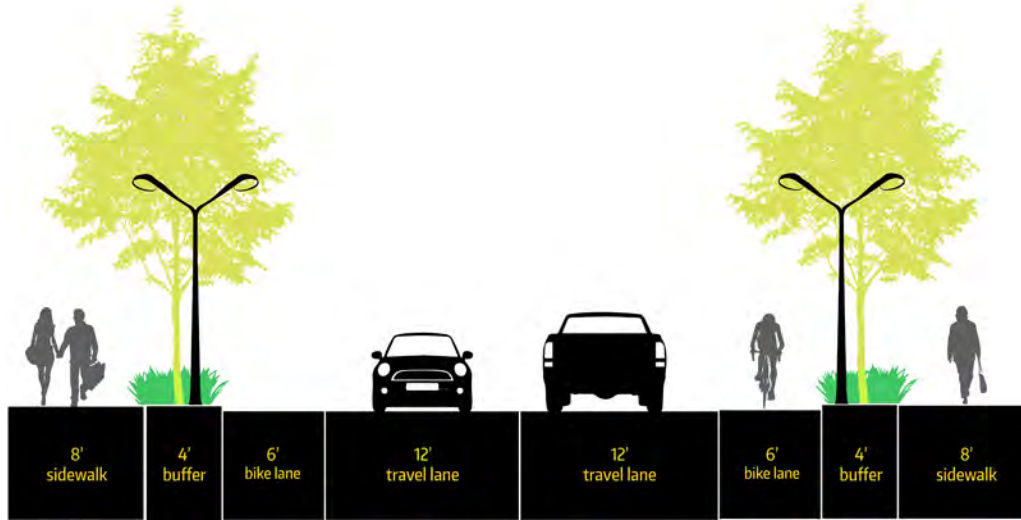 8'
sidewalk
4'
buffer
6'
bike lane
12'
travel lane
12'
travel lane
6'
bike lane
4'
buffer
8'
sidewalk